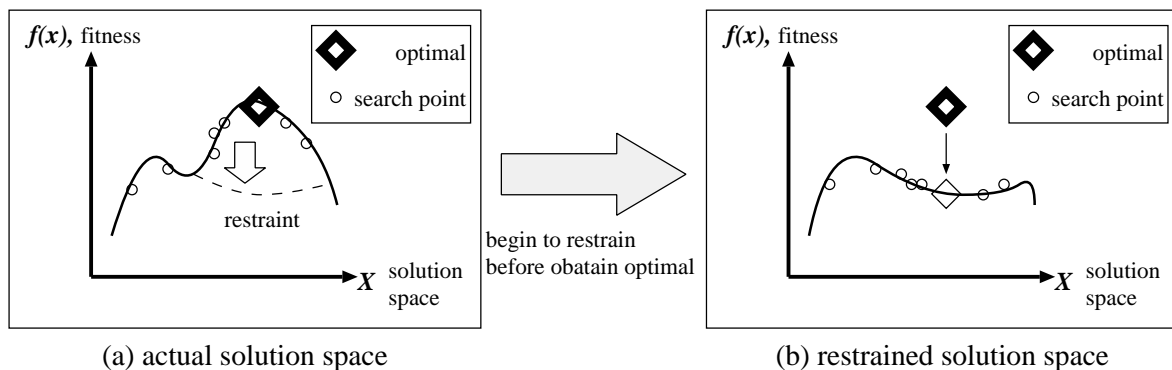 f(x), fitness
optimal
search point
restraint
X solution
space
(a) actual solution space
begin to restrain
before obatain optimal
f(x), fitness
optimal
search point
X solution
space
(b) restrained solution space